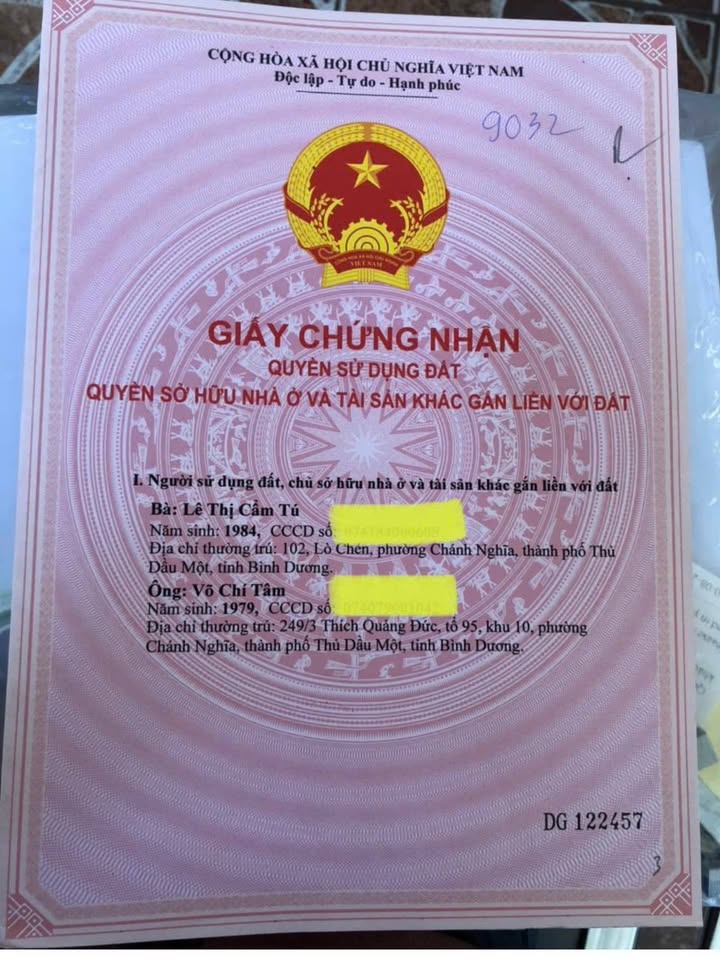 CỘNG HÒA XÃ HỘI CHỦ NGHĨA VIỆT NAM
Độc lập - Tự do - Hạnh phúc
9032
VIỆT NAM
GIẤY CHỨNG NHẬN
QUYỀN SỬ DỤNG ĐẤT
QUYỀN SỞ HỮU NHÀ Ở VÀ TÀI SẢN KHÁC GẮN LIỀN VỚI ĐẤT
I. Người sử dụng đất, chủ sở hữu nhà ở và tài sản khác gắn liền với đất
Bà: Lê Thị Cẩm Tú
Năm sinh: 1984, CCCD số:
Địa chỉ thường trú: 102, Lò Chén, phường Chánh Nghĩa, thành phố Thủ
Dầu Một, tỉnh Bình Dương.
Ông: Võ Chí Tâm
Năm sinh: 1979, CCCD số:
Địa chỉ thường trú: 249/3 Thích Quảng Đức, tổ 95, khu 10, phường
Chánh Nghĩa, thành phố Thủ Dầu Một, tỉnh Bình Dương.
DG 122457
3